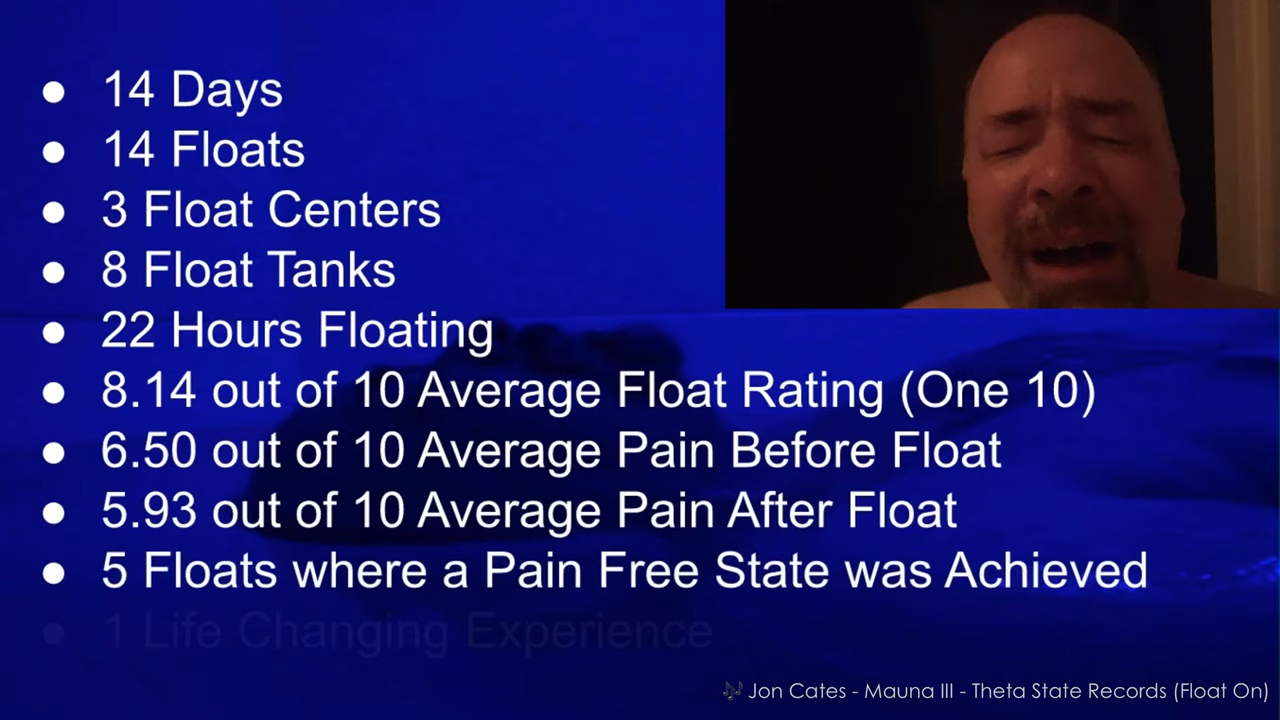 ● 14 Days
● 14 Floats
● 3 Float Centers
● 8 Float Tanks
● 22 Hours Floating
● 8.14 out of 10 Average Float Rating (One 10)
● 6.50 out of 10 Average Pain Before Float
● 5.93 out of 10 Average Pain After Float
● 5 Floats where a Pain Free State was Achieved
● 1 Life Changing Experience
🎶 Jon Cates - Mauna III - Theta State Records (Float On)